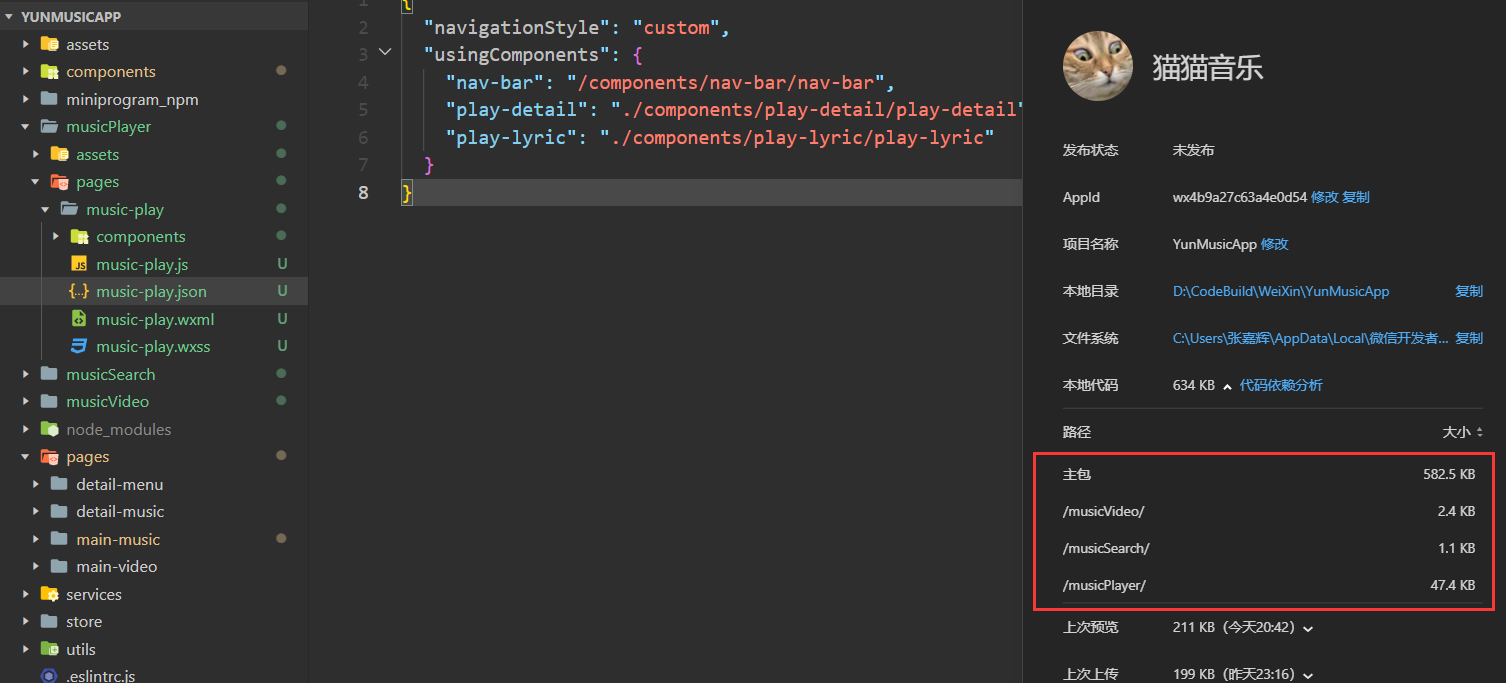 YUNMUSICAPP
assets
components
miniprogram_npm
musicPlayer
assets
pages
music-play
components
music-play.js U
music-play.json U
music-play.wxml U
music-play.wxss U
musicSearch
musicVideo
node_modules
pages
detail-menu
detail-music
main-music
main-video
services
store
utils
.eslintrc.js
1 {
2 "navigationStyle": "custom",
3 "usingComponents": {
4 "nav-bar": "/components/nav-bar/nav-bar",
5 "play-detail": "./components/play-detail/play-detail"
6 "play-lyric": "./components/play-lyric/play-lyric"
7 }
8 }
猫猫音乐
发布状态 未发布
AppId wx4b9a27c63a4e0d54 修改 复制
项目名称 YunMusicApp 修改
本地目录 D:\CodeBuild\WeiXin\YunMusicApp 复制
文件系统 C:\Users\张嘉辉\AppData\Local\微信开发者... 复制
本地代码 634 KB 代码依赖分析
路径 大小
主包 582.5 KB
/musicVideo/ 2.4 KB
/musicSearch/ 1.1 KB
/musicPlayer/ 47.4 KB
上次预览 211 KB（今天20:42）
上次上传 199 KB（昨天23:16）